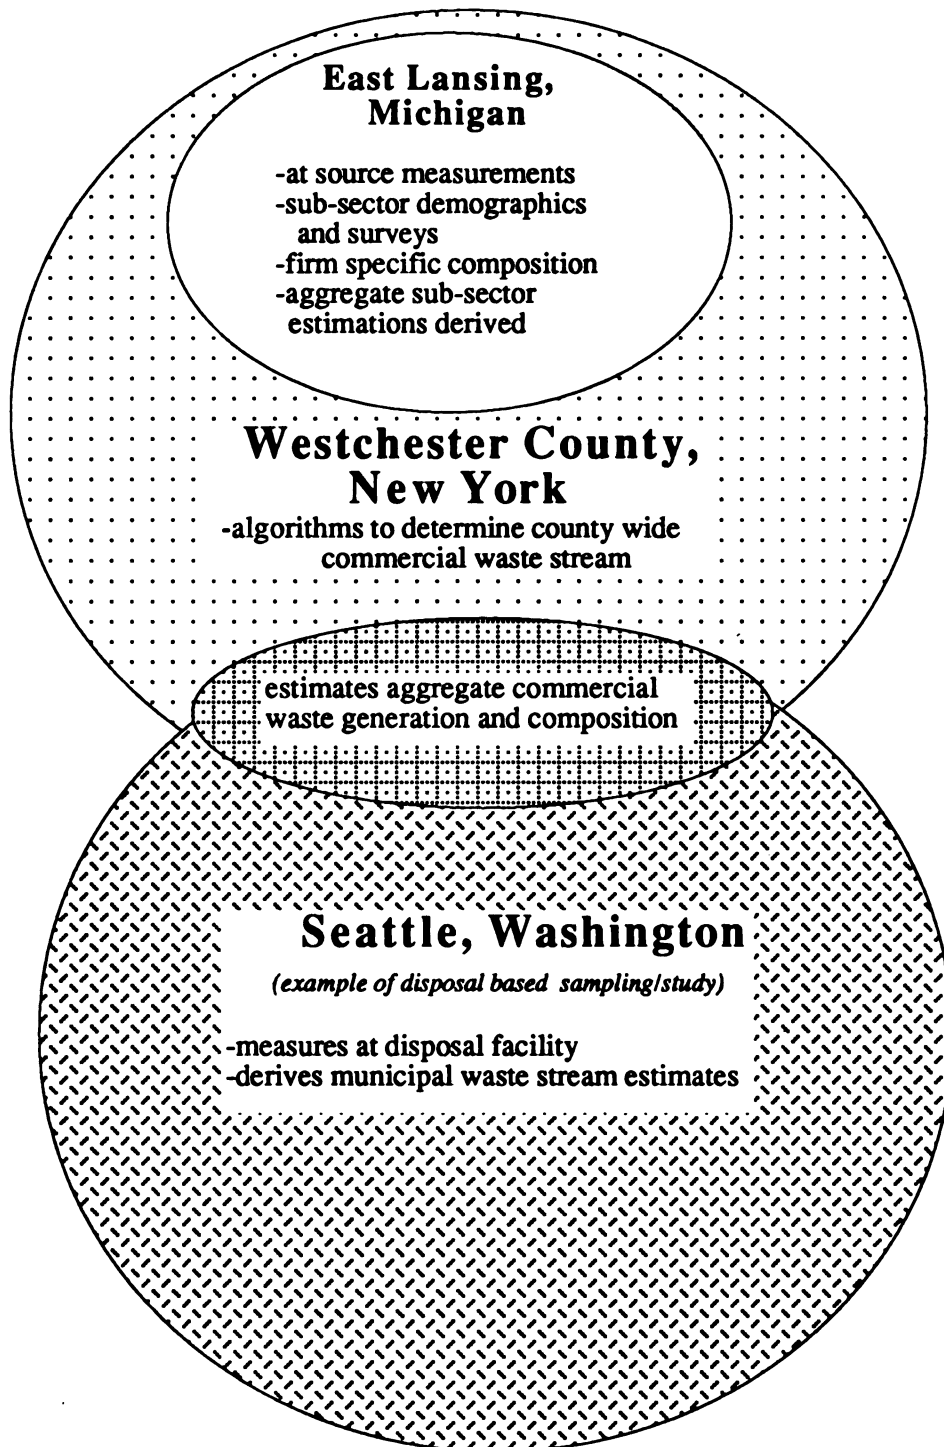 East Lansing,
Michigan
-at source measurements
-sub-sector demographics
and surveys
-firm specific composition
-aggregate sub-sector
estimations derived
Westchester County,
New York
-algorithms to determine county wide
commercial waste stream
estimates aggregate commercial
waste generation and composition
Seattle, Washington
(example of disposal based sampling/study)
-measures at disposal facility
-derives municipal waste stream estimates